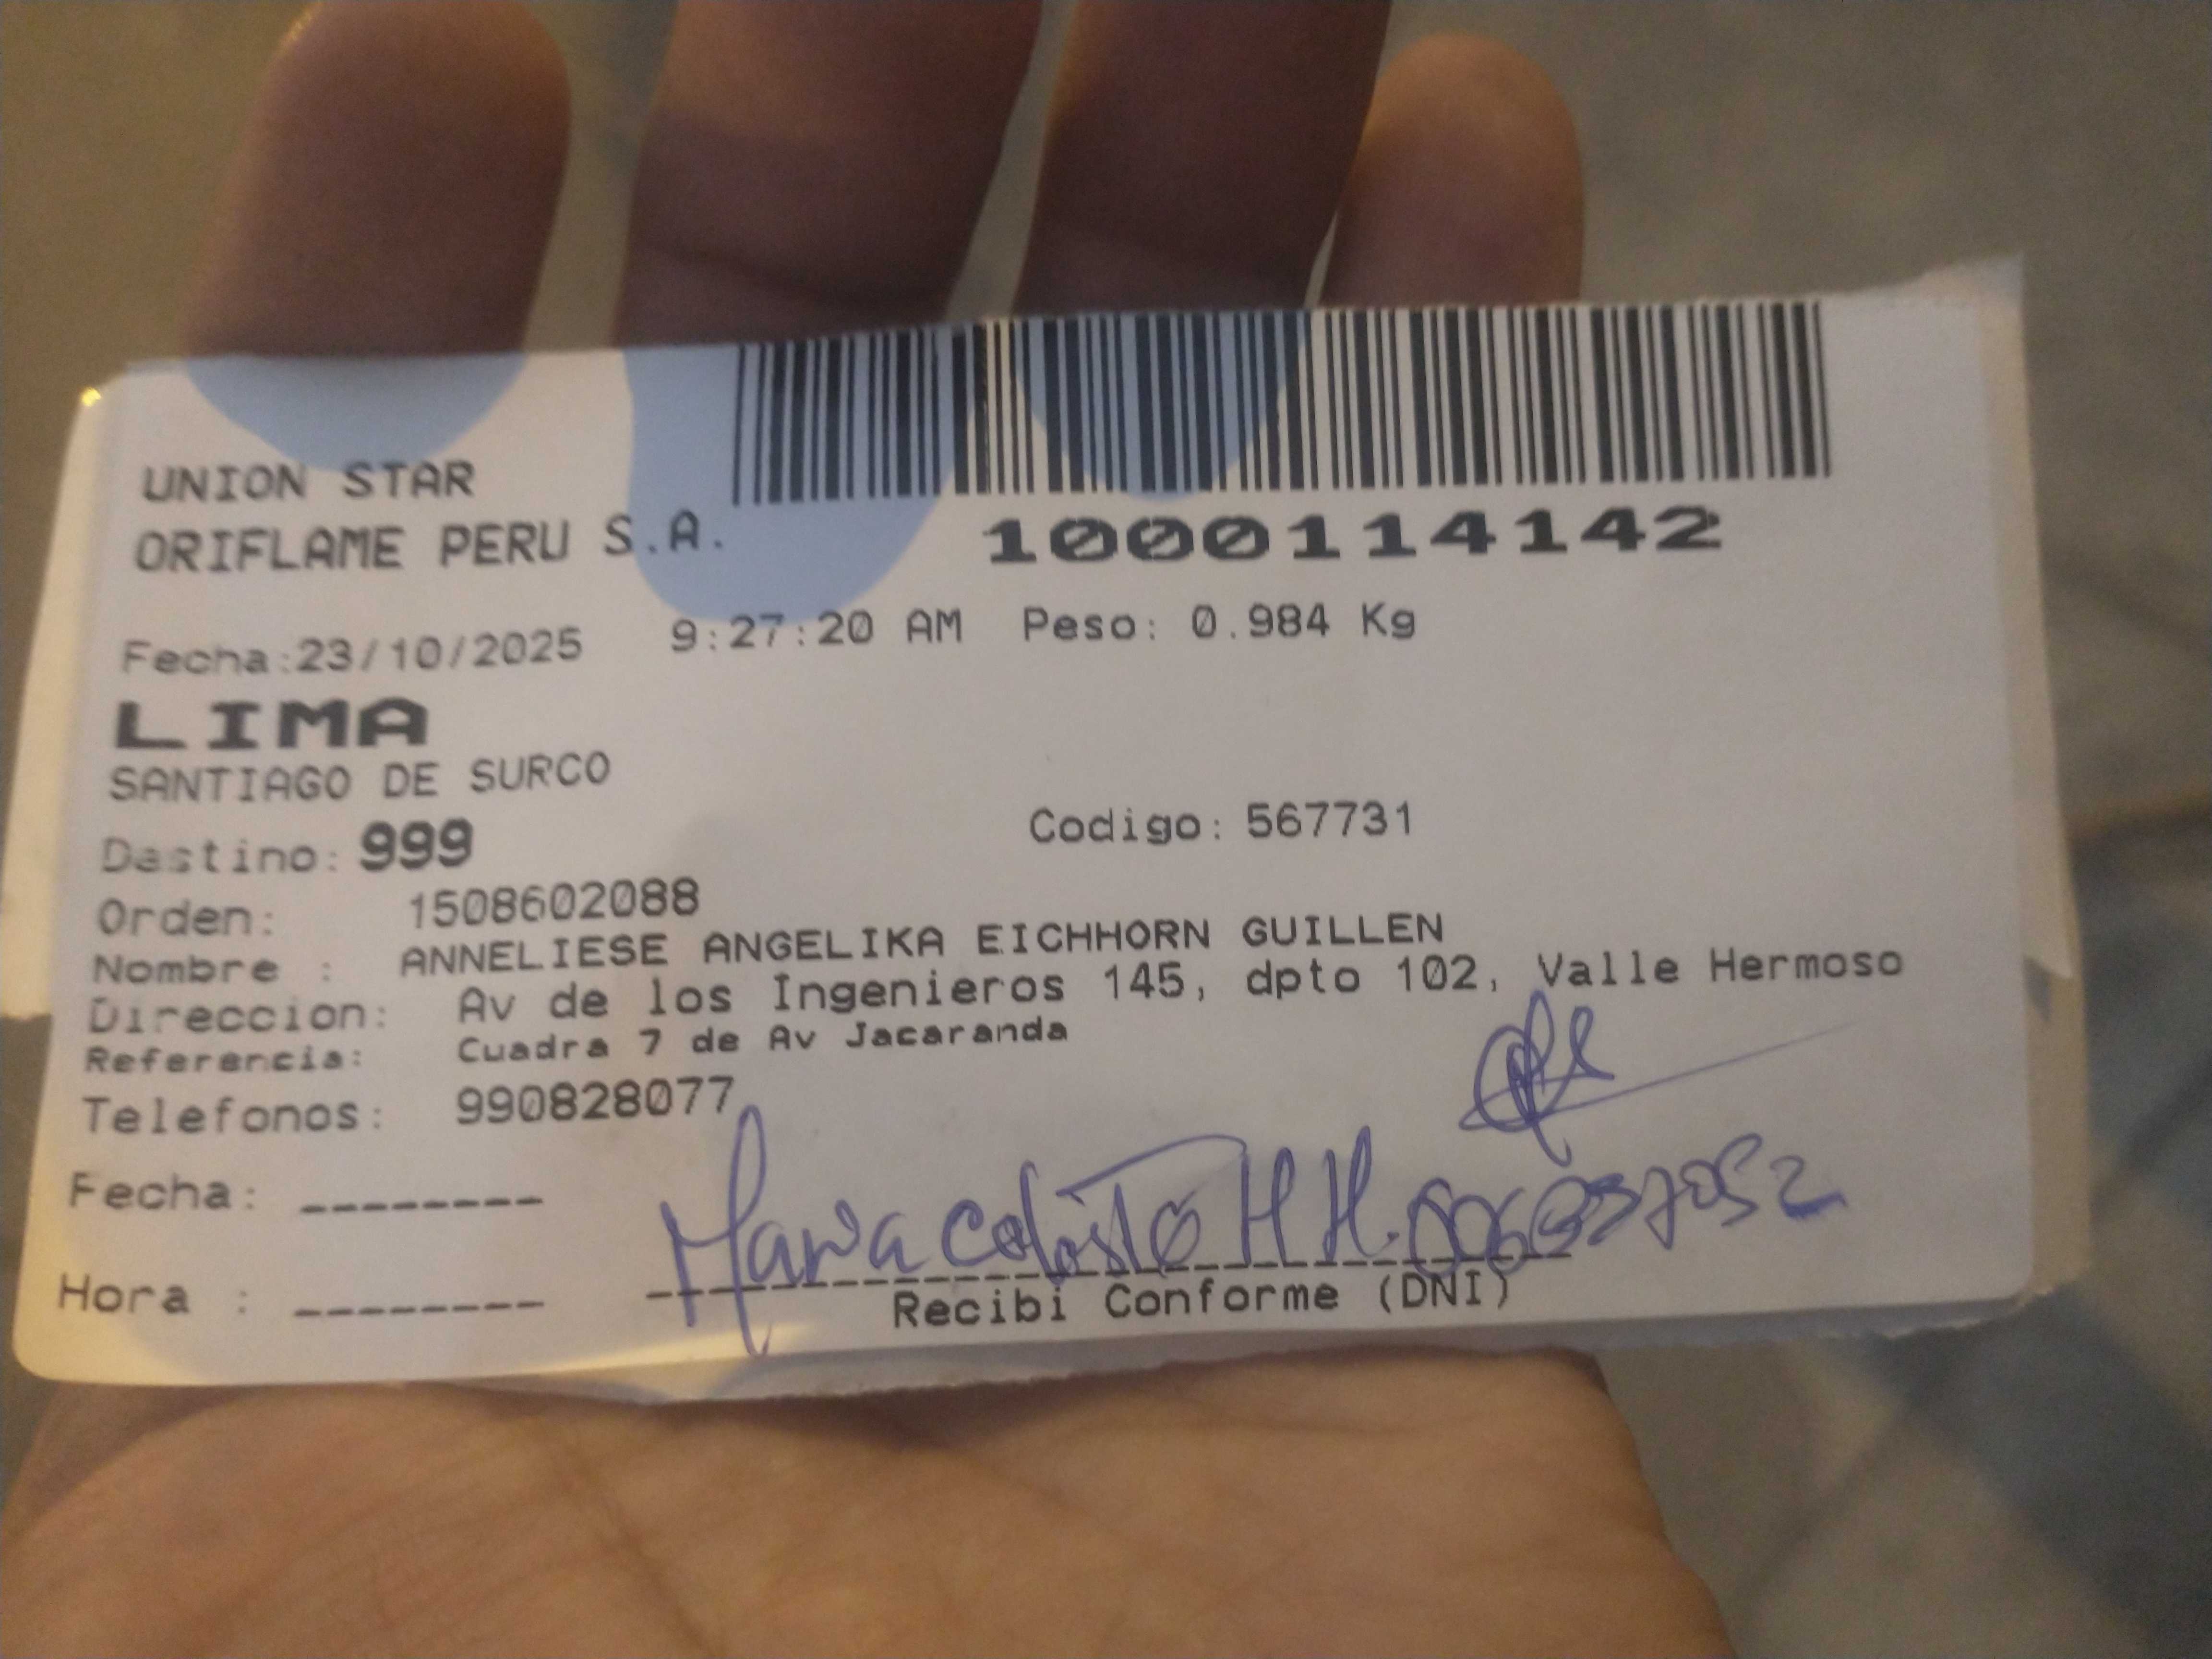 UNION STAR
ORIFLAME PERU S.A.
1000114142
Fecha:23/10/2025 9:27:20 AM Peso: 0.984 Kg
LIMA
SANTIAGO DE SURCO
Destino: 999 Codigo: 567731
Orden: 1508602088
Nombre : ANNELIESE ANGELIKA EICHHORN GUILLEN
Direccion: Av de los Ingenieros 145, dpto 102, Valle Hermoso
Referencia: Cuadra 7 de Av Jacaranda
Telefonos: 990828077
Fecha: --------
Maria H H.
Hora : --------
Recibi Conforme (DNI)